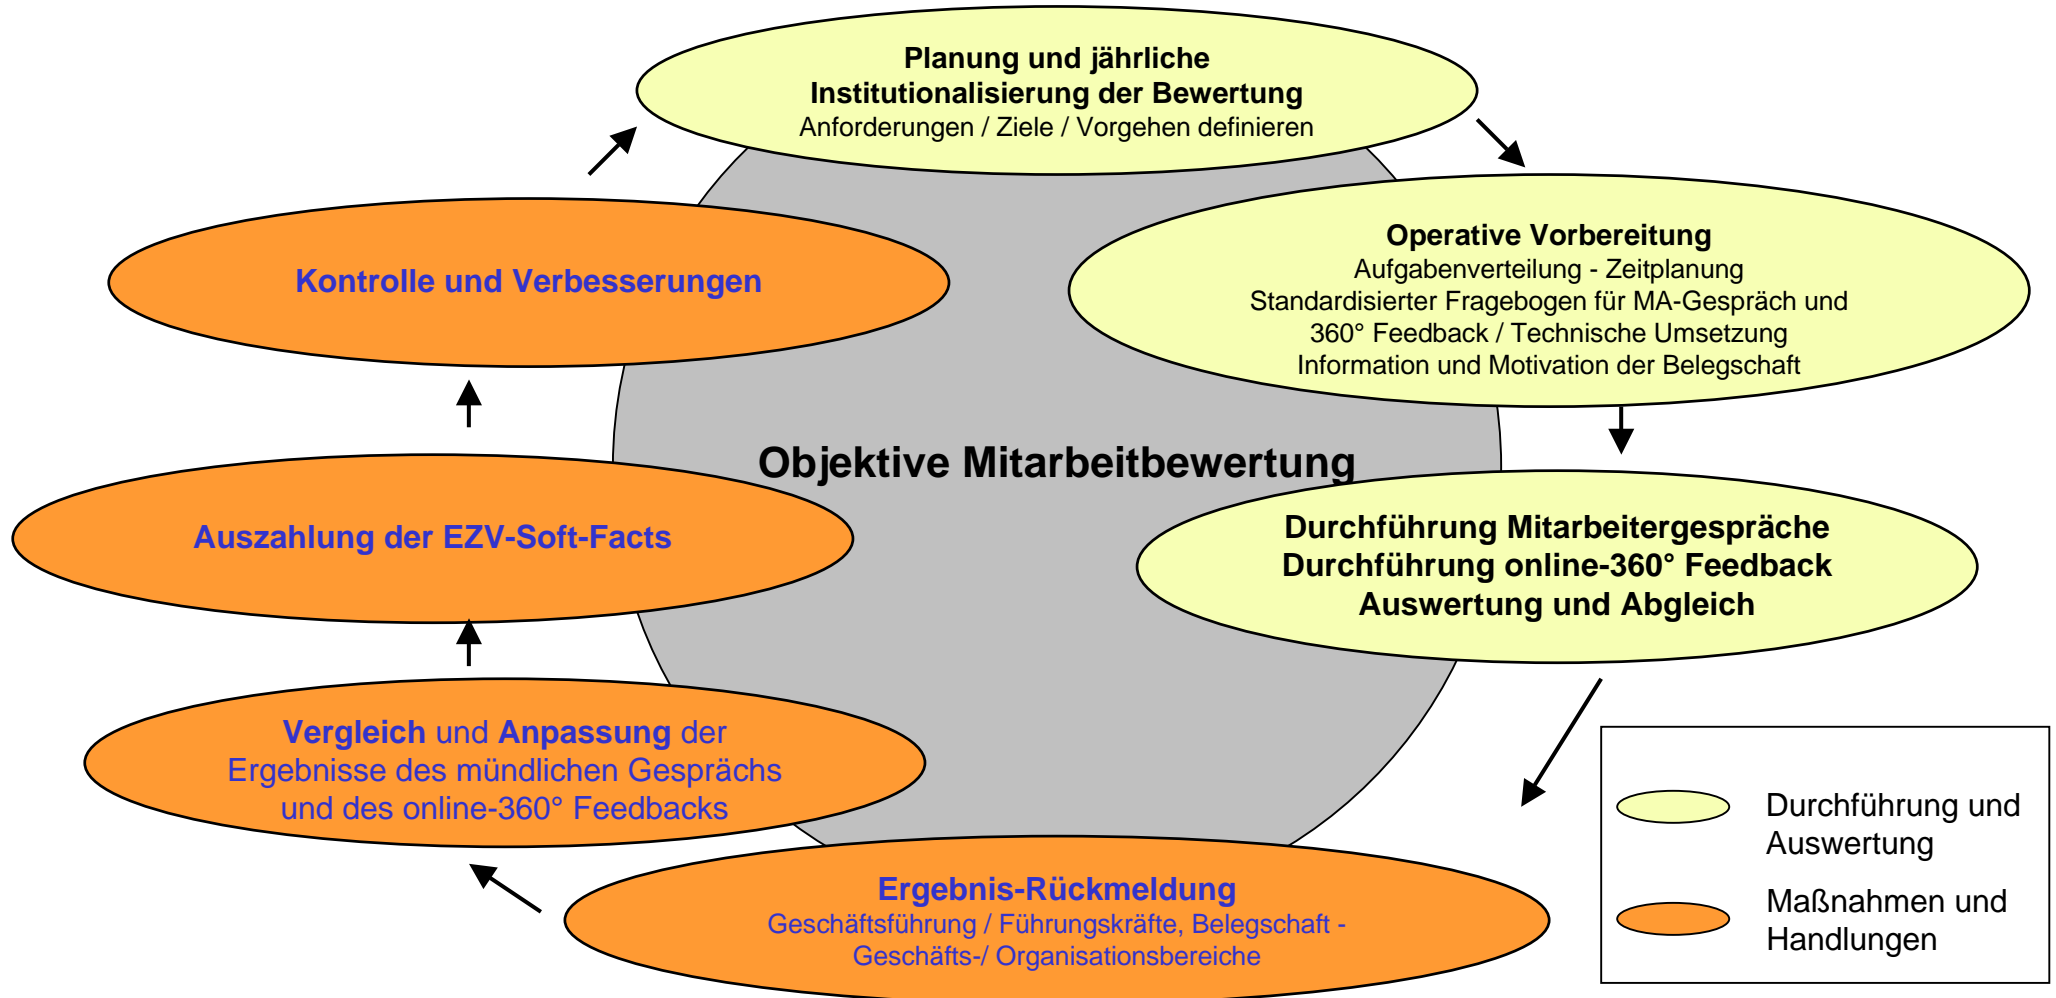 Planung und jährliche
Institutionalisierung der Bewertung
Anforderungen / Ziele / Vorgehen definieren
Operative Vorbereitung
Aufgabenverteilung - Zeitplanung
Standardisierter Fragebogen für MA-Gespräch und
360° Feedback / Technische Umsetzung
Information und Motivation der Belegschaft
Kontrolle und Verbesserungen
Objektive Mitarbeitbewertung
Auszahlung der EZV-Soft-Facts
Durchführung Mitarbeitergespräche
Durchführung online-360° Feedback
Auswertung und Abgleich
Vergleich und Anpassung der
Ergebnisse des mündlichen Gesprächs
und des online-360° Feedbacks
Ergebnis-Rückmeldung
Geschäftsführung / Führungskräfte, Belegschaft -
Geschäfts-/ Organisationsbereiche
Durchführung und
Auswertung
Maßnahmen und
Handlungen